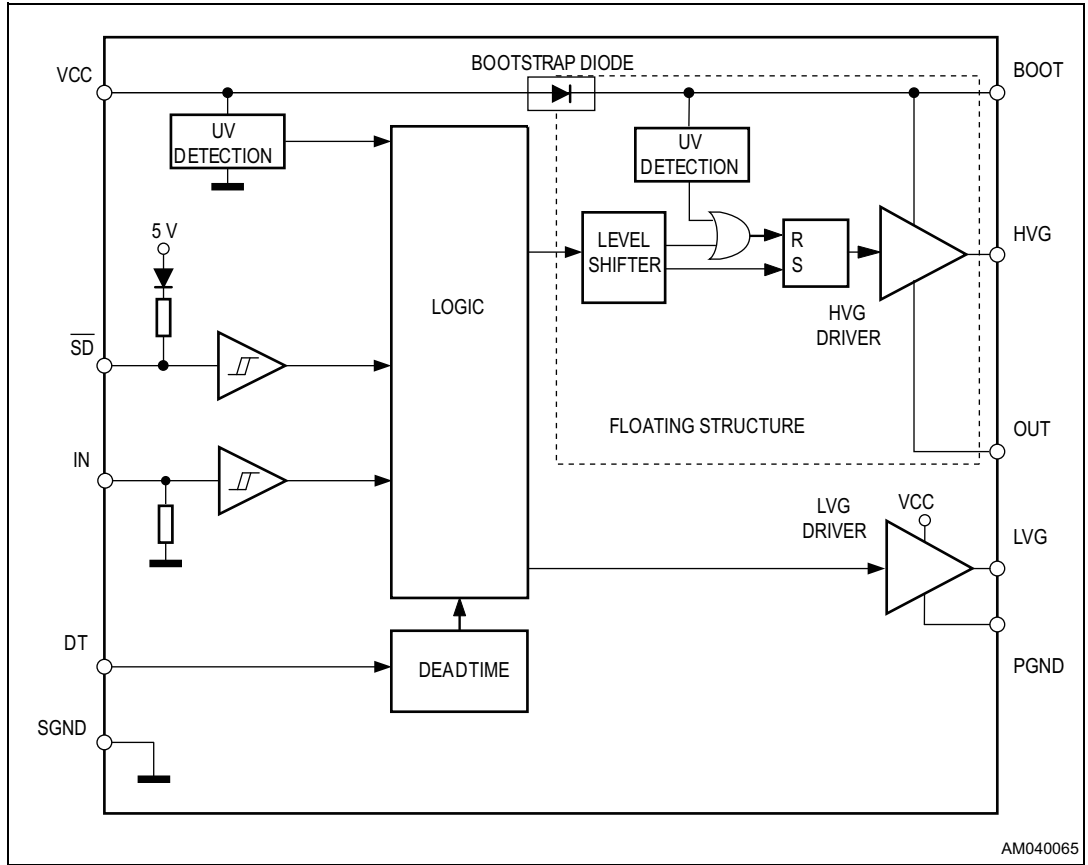 BOOTSTRAP DIODE
VCC
BOOT
UV
DETECTION
UV
DETECTION
5 V
LEVEL
SHIFTER
R
S
HVG
LOGIC
HVG
DRIVER
SD
FLOATING STRUCTURE
OUT
IN
LVG
DRIVER
VCC
LVG
DT
DEADTIME
PGND
SGND
AM040065